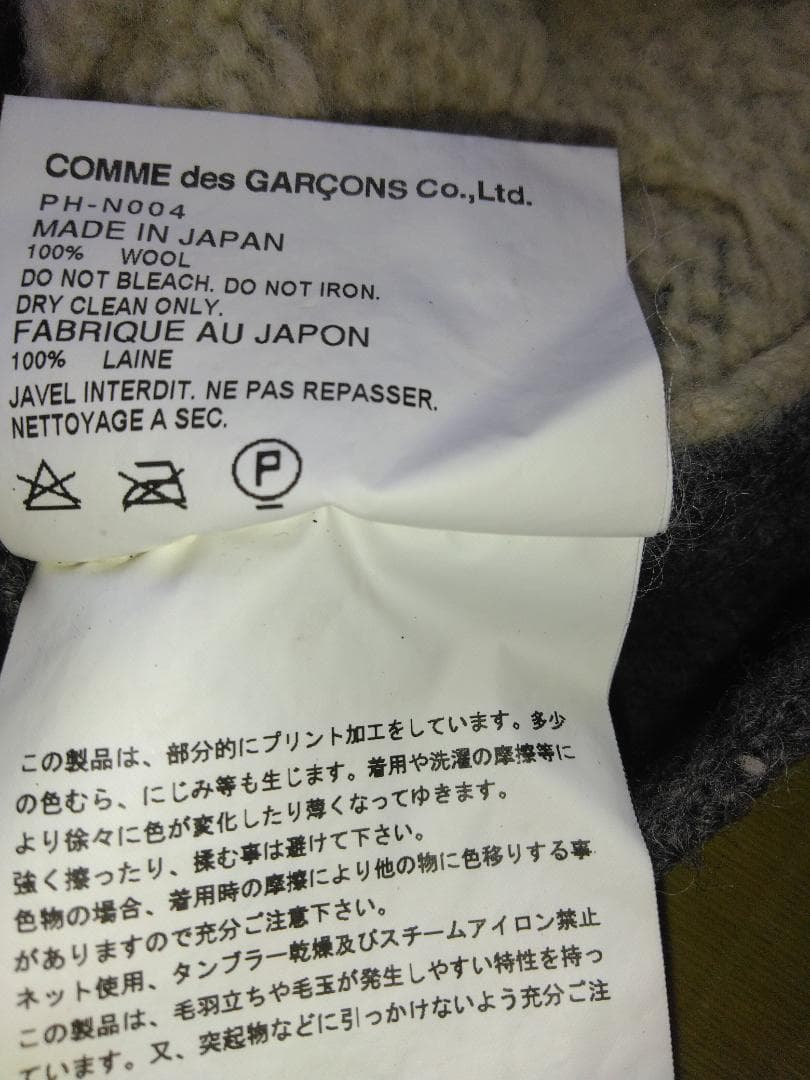 COMME des GARÇONS Co.,Ltd.
PH-N004
MADE IN JAPAN
100% WOOL
DO NOT BLEACH. DO NOT IRON.
DRY CLEAN ONLY.
FABRIQUE AU JAPON
100% LAINE
JAVEL INTERDIT. NE PAS REPASSER.
NETTOYAGE A SEC.
P
この製品は、部分的にプリント加工をしています。多少
の色むら、にじみ等も生じます。着用や洗濯の摩擦等に
より徐々に色が変化したり薄くなってゆきます。
強く擦ったり、揉む事は避けて下さい。
色物の場合、着用時の摩擦により他の物に色移りする事
がありますので充分ご注意下さい。
ネット使用、タンブラー乾燥及びスチームアイロン禁止
この製品は、毛羽立ちや毛玉が発生しやすい特性を持っ
ています。又、突起物などに引っかけないよう充分ご注